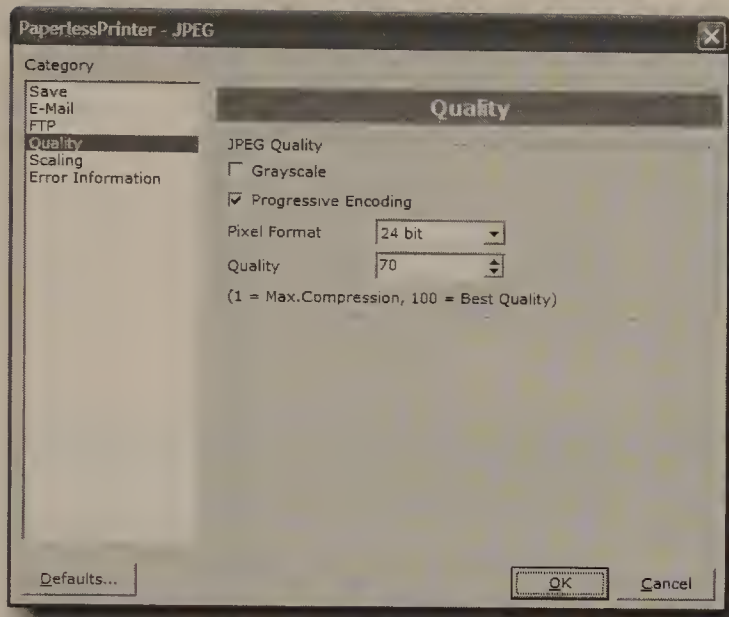 PaperlessPrinter - JPEG
Category
Save
E-Mail
FTP
Quality
Scaling
Error Information
Quality
JPEG Quality
Grayscale
Progressive Encoding
Pixel Format 24 bit
Quality 70
(1 = Max.Compression, 100 = Best Quality)
Defaults...
OK Cancel